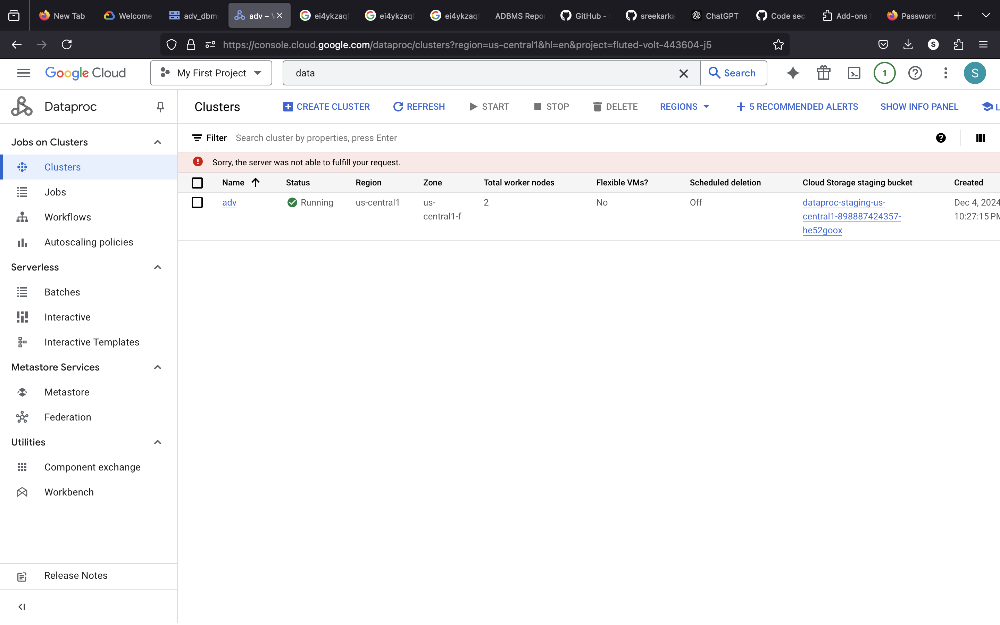 New Tab
Welcome
adv_dbm
adv –
ei4ykzaq
ei4ykzaq
ei4ykzaq
ADBMS Repo
GitHub -
sreekarka
ChatGPT
Code sec
Add-ons
Password
https://console.cloud.google.com/dataproc/clusters?region=us-central1&hl=en&project=fluted-volt-443604-j5
S
Google Cloud
My First Project
data
Search
1
S
Dataproc
Clusters
CREATE CLUSTER
REFRESH
START
STOP
DELETE
REGIONS
5 RECOMMENDED ALERTS
SHOW INFO PANEL
L
Jobs on Clusters
Clusters
Jobs
Workflows
Autoscaling policies
Serverless
Batches
Interactive
Interactive Templates
Metastore Services
Metastore
Federation
Utilities
Component exchange
Workbench
Release Notes
Filter Search cluster by properties, press Enter
Sorry, the server was not able to fulfill your request.
Name Status Region Zone Total worker nodes Flexible VMs? Scheduled deletion Cloud Storage staging bucket Created
adv Running us-central1 us- 2 No Off dataproc-staging-us- Dec 4, 2024
central1-f central1-898887424357- 10:27:15 PM
he52goox